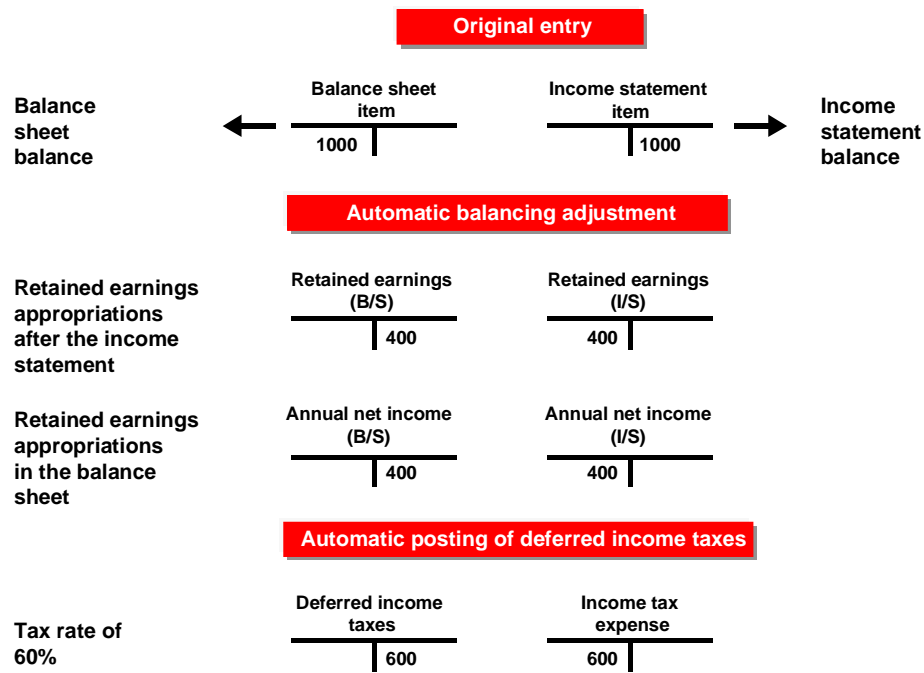 Original entry
Balance
sheet
balance
Balance sheet
item
1000
Income statement
item
1000
Income
statement
balance
Automatic balancing adjustment
Retained earnings
appropriations
after the income
statement
Retained earnings
(B/S)
400
Retained earnings
(I/S)
400
Retained earnings
appropriations
in the balance
sheet
Annual net income
(B/S)
400
Annual net income
(I/S)
400
Automatic posting of deferred income taxes
Tax rate of
60%
Deferred income
taxes
600
Income tax
expense
600